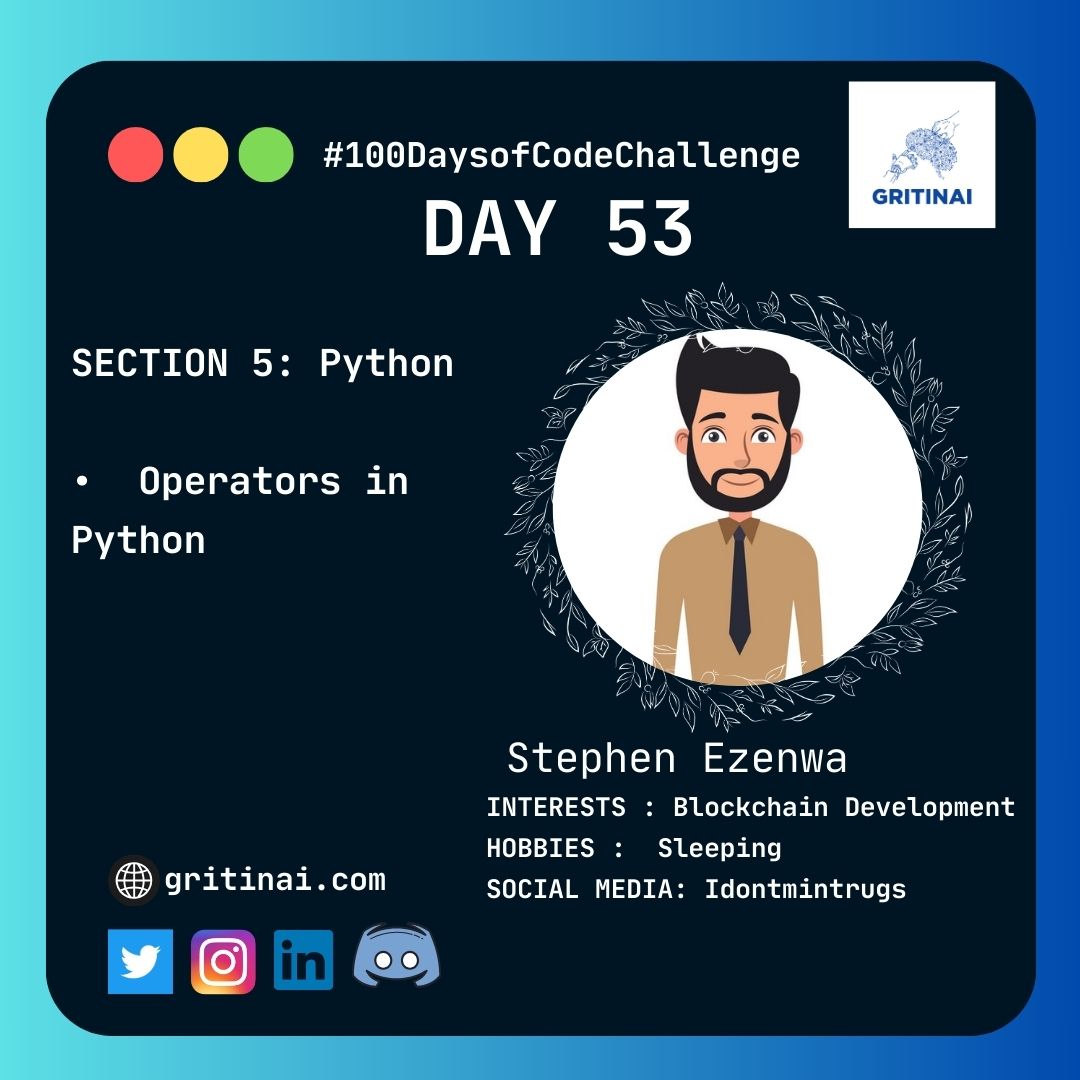 #100DaysofCodeChallenge
DAY 53
GRITINAI
SECTION 5: Python
• Operators in
Python
Stephen Ezenwa
INTERESTS : Blockchain Development
HOBBIES : Sleeping
SOCIAL MEDIA: Idontmintrugs
gritinai.com
in